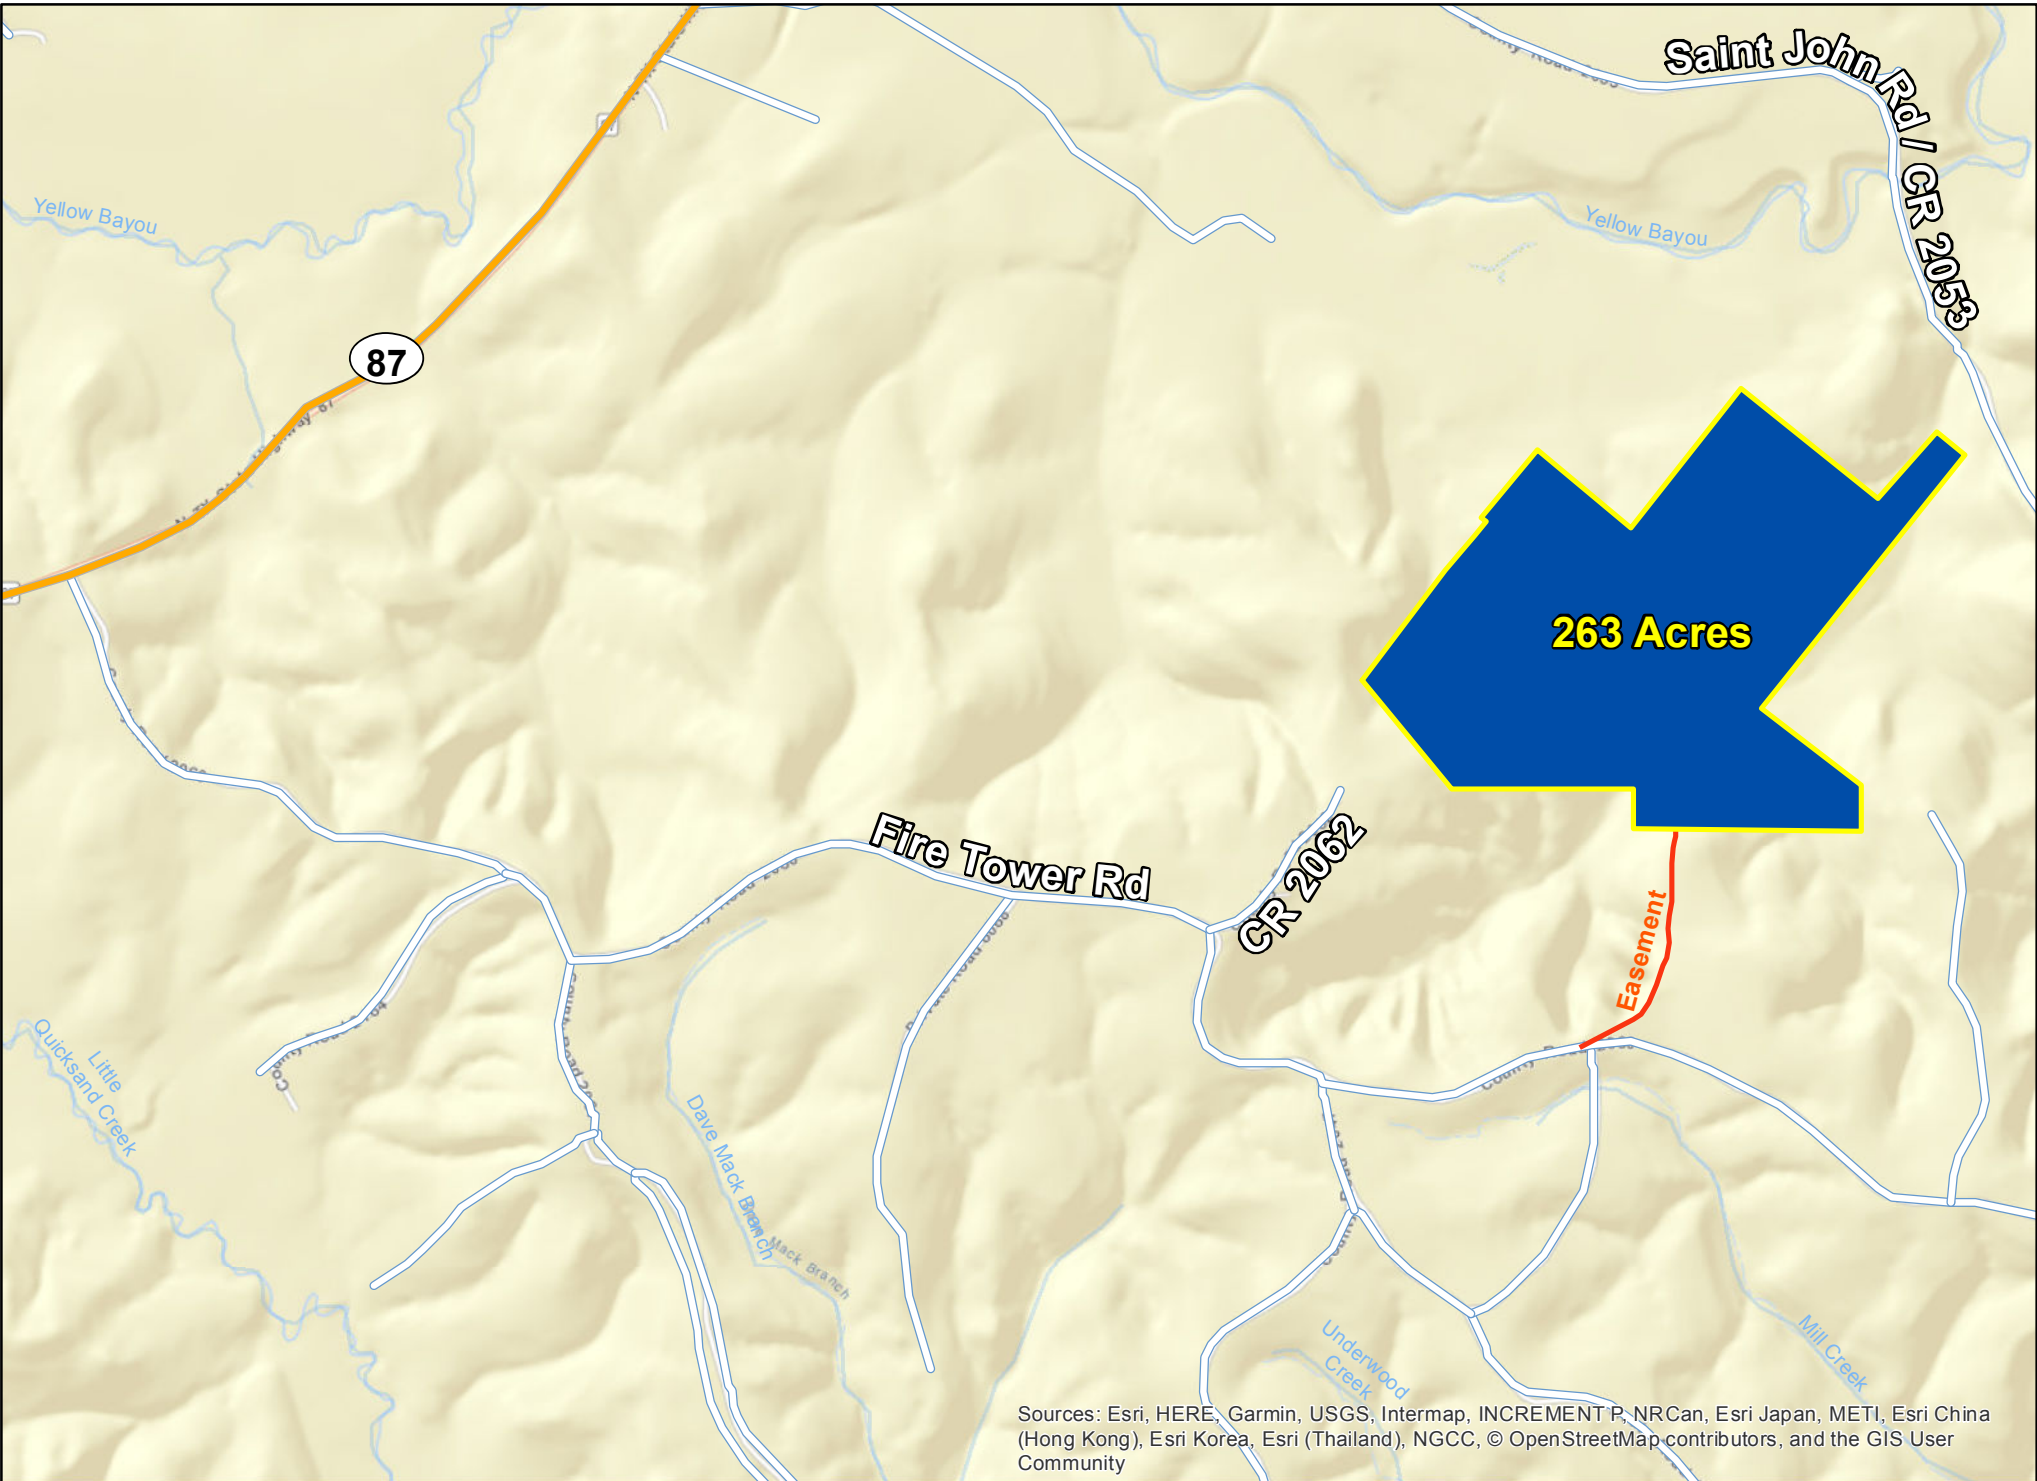 Saint John Rd / CR 2053
Yellow Bayou
Yellow Bayou
87
263 Acres
Fire Tower Rd
CR 2062
Easement
Little
Quicksand Creek
Dave Mack Branch
Mack Branch
Underwood
Creek
Mill Creek
Sources: Esri, HERE, Garmin, USGS, Intermap, INCREMENT P, NRCan, Esri Japan, METI, Esri China
(Hong Kong), Esri Korea, Esri (Thailand), NGCC, © OpenStreetMap contributors, and the GIS User
Community